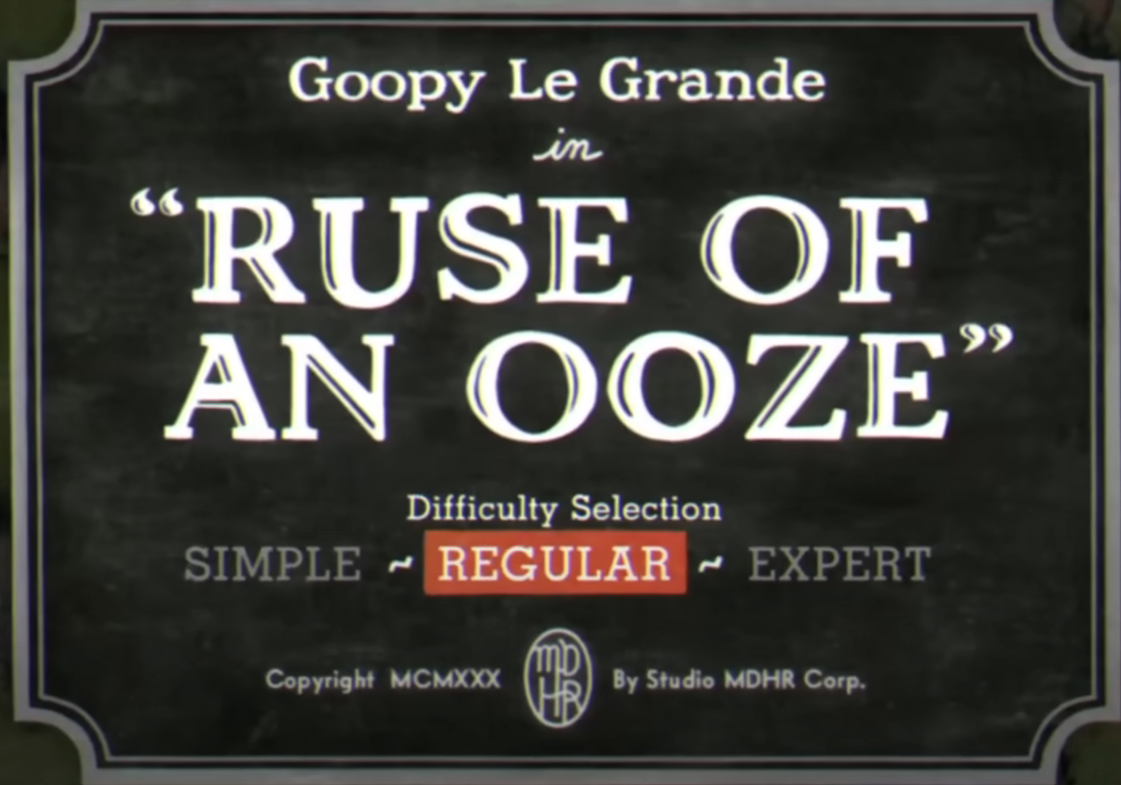 Goopy Le Grande
in
“RUSE OF
AN OOZE”
Difficulty Selection
SIMPLE ~ REGULAR ~ EXPERT
Copyright MCMXXX MDHR By Studio MDHR Corp.